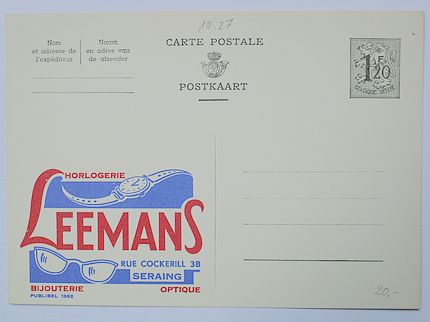 10.27
Nom et adresse de l'expéditeur
Naam en adres van de afzender
CARTE POSTALE
POSTKAART
1F20
BELGIQUE BELGIE
HORLOGERIE
LEEMANS
RUE COCKERILL 38
SERAING
BIJOUTERIE
OPTIQUE
PUBLIBEL 1362
20,-